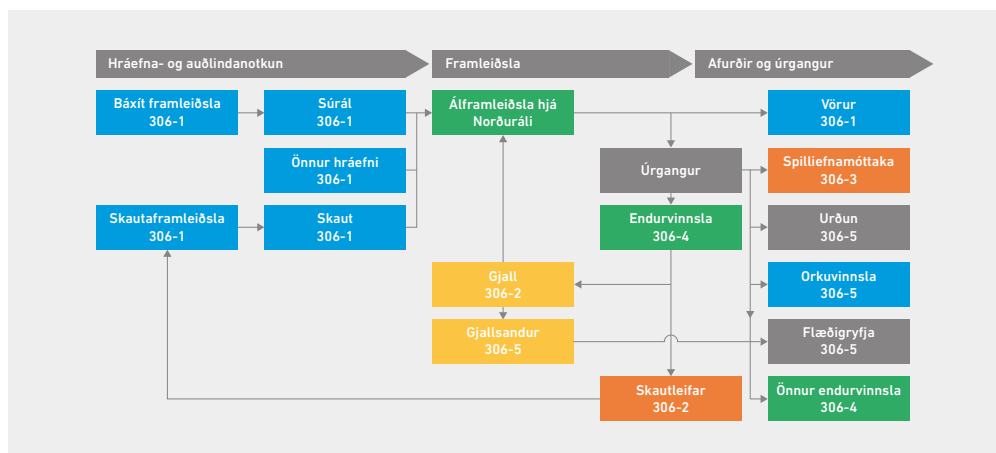 Hráefna- og auðlindanotkun
Framleiðsla
Afurðir og úrgangur
Báxít framleiðsla
306-1
Súrál
306-1
Álframleiðsla hjá
Norðuráli
Vörur
306-1
Önnur hráefni
306-1
Úrgangur
Spilliefnamóttaka
306-3
Skautaframleiðsla
306-1
Skaut
306-1
Endurvinnsla
306-4
Urðun
306-5
Gjall
306-2
Orkuvinnsla
306-5
Gjallsandur
306-5
Flæðigryfja
306-5
Skautleifar
306-2
Önnur endurvinnsla
306-4